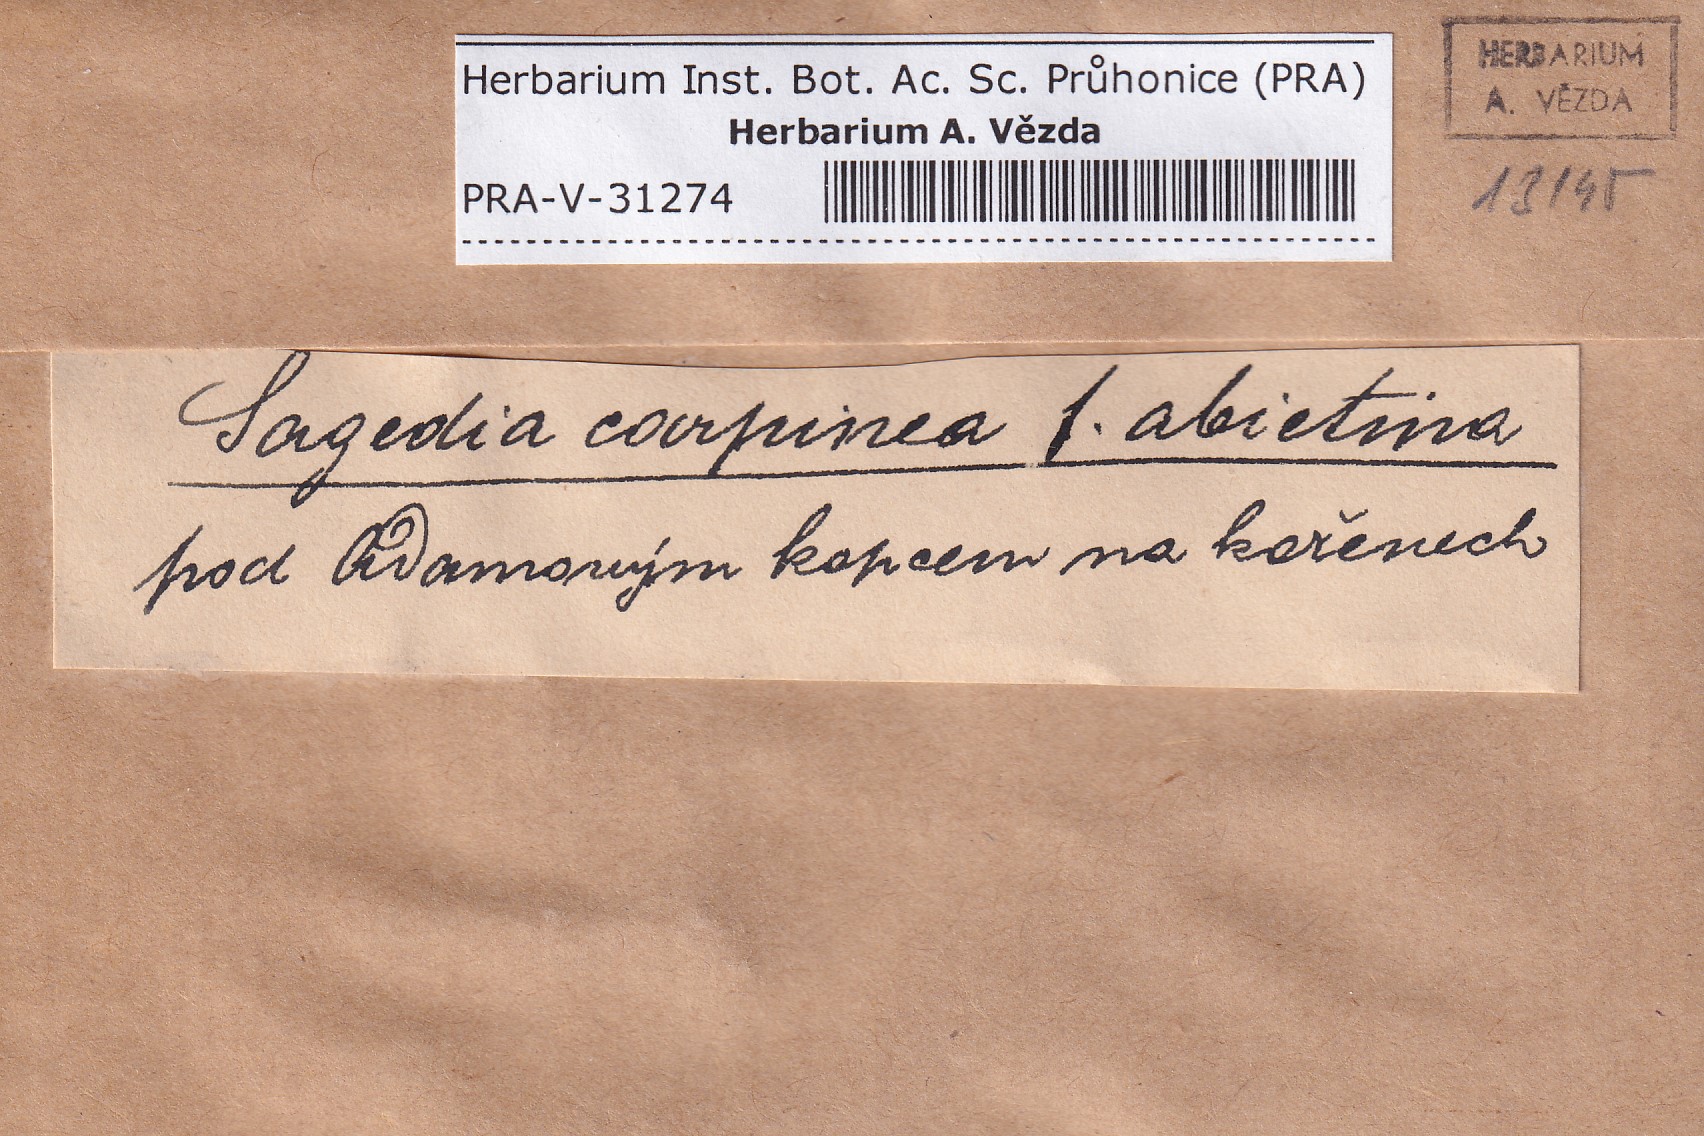 Herbarium Inst. Bot. Ac. Sc. Průhonice (PRA)
Herbarium A. Vězda
PRA-V-31274
HERBARIUM
A. VĚZDA
13145
Sagedia carpinea f. abietina
pod Adamovým kopcem na kořenech